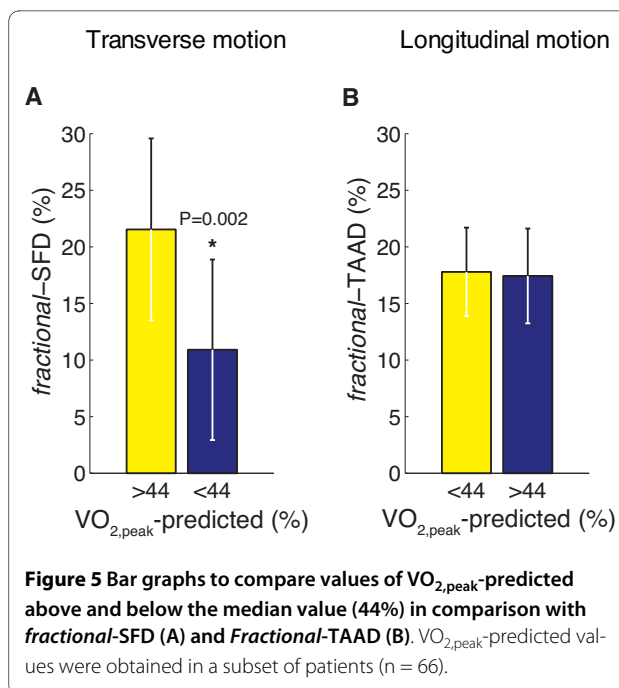 Transverse motion
Longitudinal motion
A
B
fractional–SFD (%)
30
25
20
15
10
5
0
P=0.002
*
>44
<44
VO2,peak-predicted (%)
fractional–TAAD (%)
30
25
20
15
10
5
0
<44
>44
VO2,peak-predicted (%)
Figure 5 Bar graphs to compare values of VO2,peak-predicted
above and below the median value (44%) in comparison with
fractional-SFD (A) and Fractional-TAAD (B). VO2,peak-predicted val-
ues were obtained in a subset of patients (n = 66).